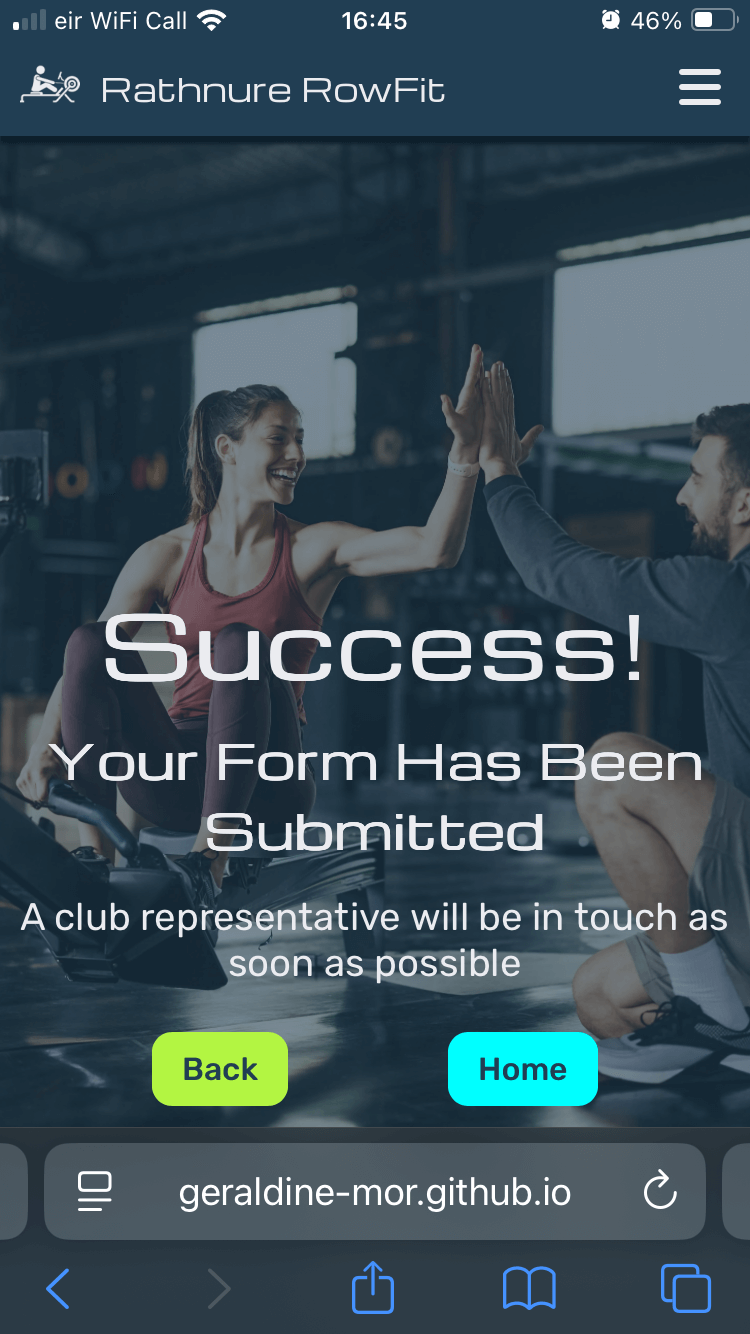 eir WiFi Call 16:45 46%
Rathnure RowFit
Success!
Your Form Has Been
Submitted
A club representative will be in touch as
soon as possible
Back Home
geraldine-mor.github.io